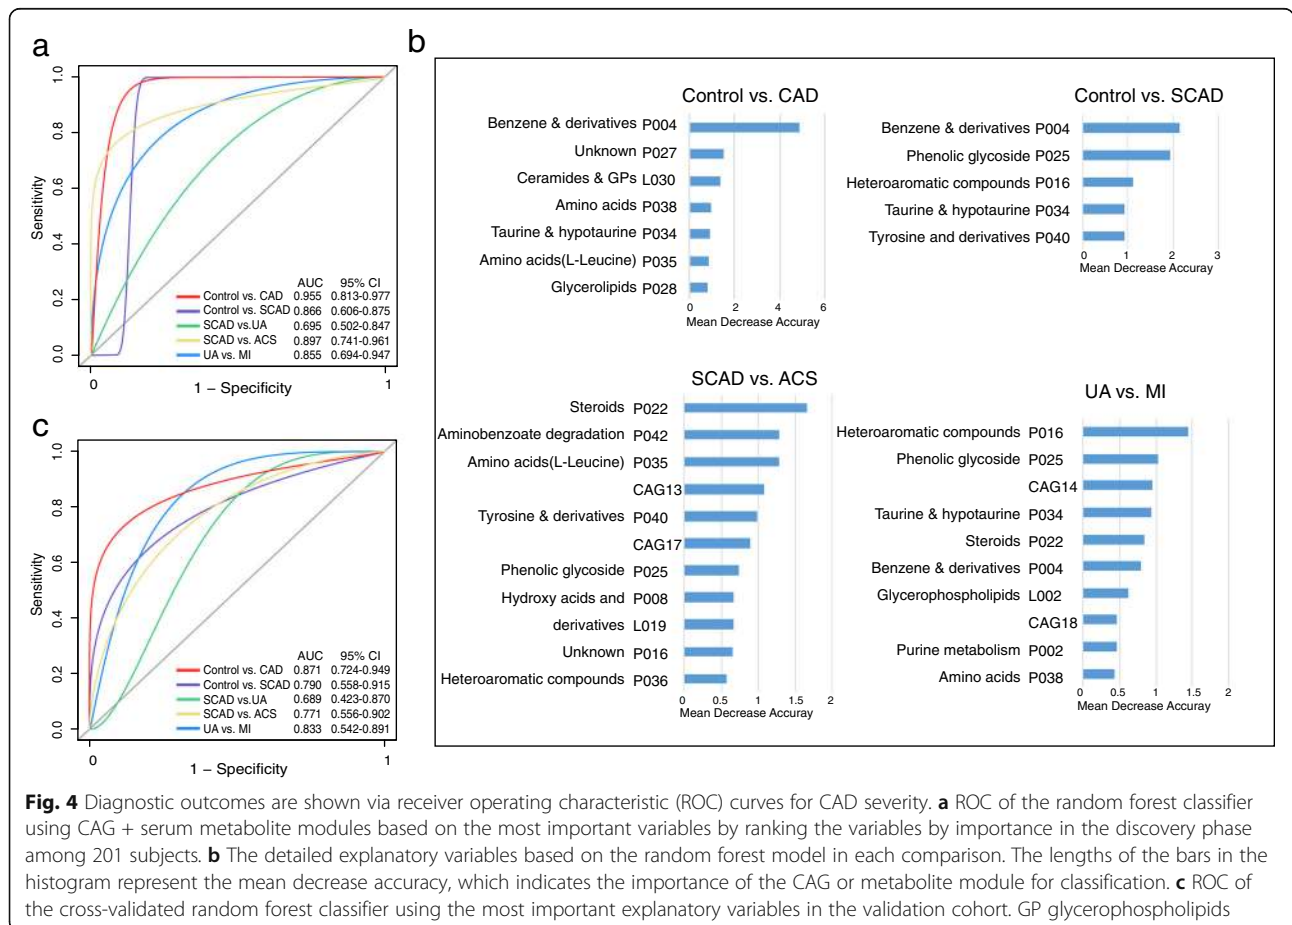 a
1.0
0.8
0.6
0.4
0.2
0.0
Sensitivity
AUC 95% CI
Control vs. CAD 0.955 0.813-0.977
Control vs. SCAD 0.866 0.606-0.875
SCAD vs.UA 0.695 0.502-0.847
SCAD vs. ACS 0.897 0.741-0.961
UA vs. MI 0.855 0.694-0.947
0 1
1 – Specificity
b
Control vs. CAD
Benzene & derivatives P004
Unknown P027
Ceramides & GPs L030
Amino acids P038
Taurine & hypotaurine P034
Amino acids(L-Leucine) P035
Glycerolipids P028
0 2 4 6
Mean Decrease Accuray
Control vs. SCAD
Benzene & derivatives P004
Phenolic glycoside P025
Heteroaromatic compounds P016
Taurine & hypotaurine P034
Tyrosine and derivatives P040
0 1 2 3
Mean Decrease Accuray
SCAD vs. ACS
Steroids P022
Aminobenzoate degradation P042
Amino acids(L-Leucine) P035
CAG13
Tyrosine & derivatives P040
CAG17
Phenolic glycoside P025
Hydroxy acids and P008
derivatives L019
Unknown P016
Heteroaromatic compounds P036
0 0.5 1 1.5 2
Mean Decrease Accuray
UA vs. MI
Heteroaromatic compounds P016
Phenolic glycoside P025
CAG14
Taurine & hypotaurine P034
Steroids P022
Benzene & derivatives P004
Glycerophospholipids L002
CAG18
Purine metabolism P002
Amino acids P038
0 0.5 1 1.5 2
Mean Decrease Accuray
c
1.0
0.8
0.6
0.4
0.2
0.0
Sensitivity
AUC 95% CI
Control vs. CAD 0.871 0.724-0.949
Control vs. SCAD 0.790 0.558-0.915
SCAD vs.UA 0.689 0.423-0.870
SCAD vs. ACS 0.771 0.556-0.902
UA vs. MI 0.833 0.542-0.891
0 1
1 – Specificity
Fig. 4 Diagnostic outcomes are shown via receiver operating characteristic (ROC) curves for CAD severity. a ROC of the random forest classifier
using CAG + serum metabolite modules based on the most important variables by ranking the variables by importance in the discovery phase
among 201 subjects. b The detailed explanatory variables based on the random forest model in each comparison. The lengths of the bars in the
histogram represent the mean decrease accuracy, which indicates the importance of the CAG or metabolite module for classification. c ROC of
the cross-validated random forest classifier using the most important explanatory variables in the validation cohort. GP glycerophospholipids